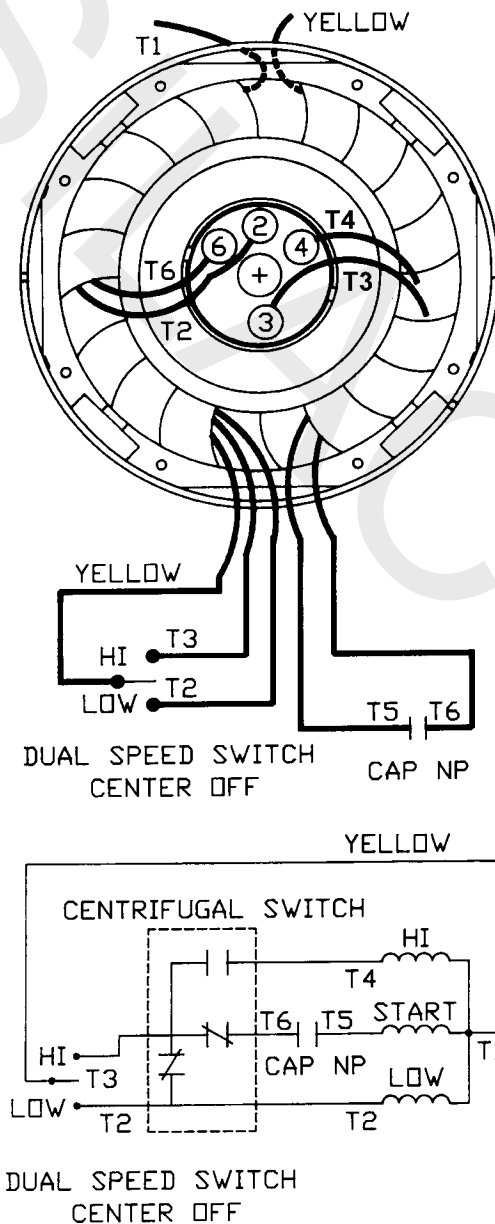 T1
YELLOW
6
2
4
T4
T6
+
T3
T2
3
YELLOW
T3
HI
T2
LOW
T5 T6
DUAL SPEED SWITCH
CENTER OFF
CAP NP
YELLOW
CENTRIFUGAL SWITCH
HI
T4
T6 T5 START
CAP NP
HI
T3
LOW
T2
LOW
T2
DUAL SPEED SWITCH
CENTER OFF